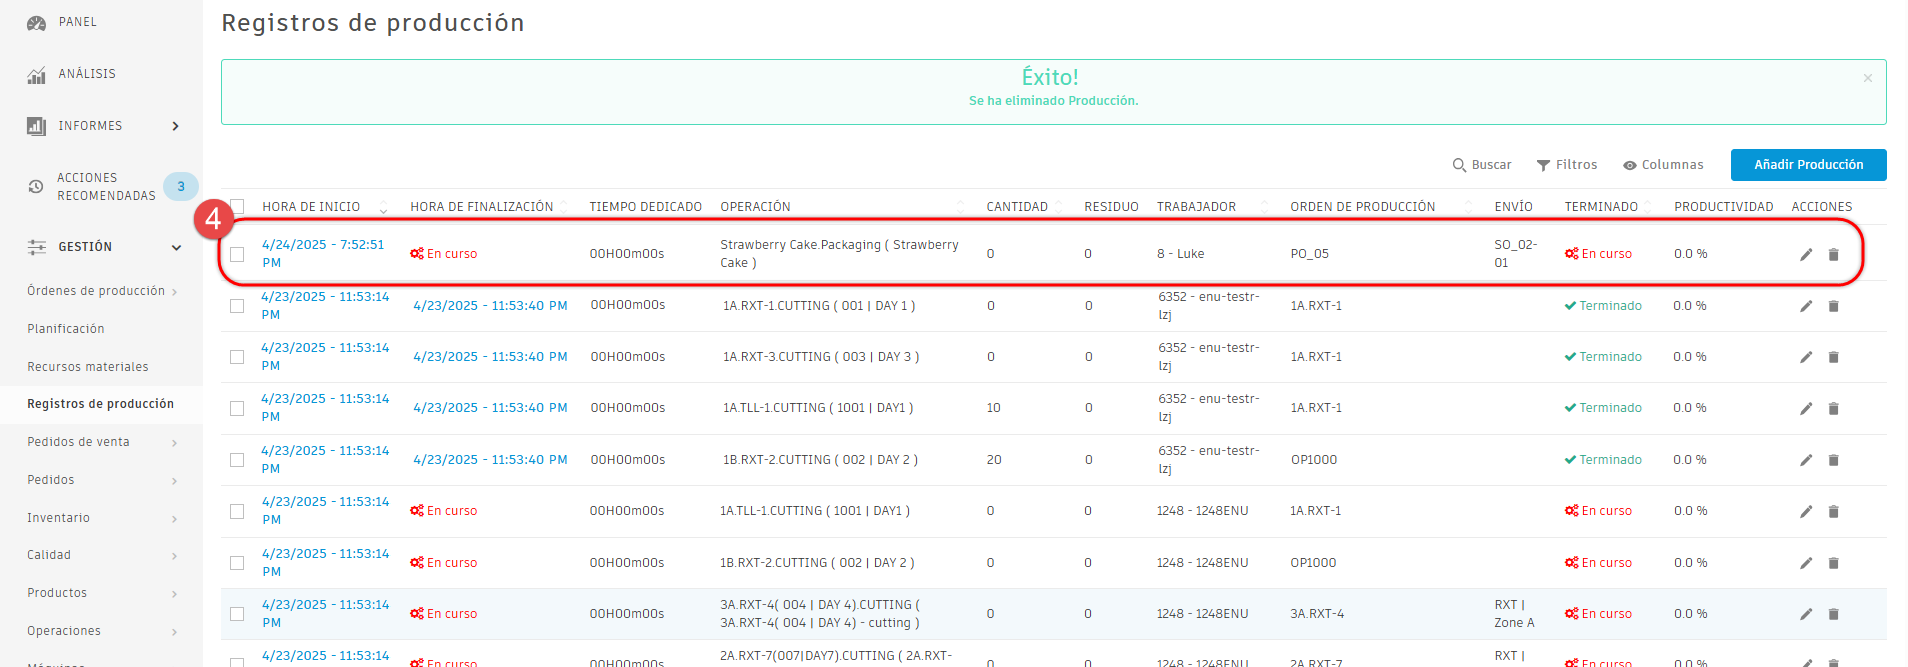 PANEL
ANÁLISIS
INFORMES
ACCIONES
RECOMENDADAS
3
GESTIÓN
Órdenes de producción
Planificación
Recursos materiales
Registros de producción
Pedidos de venta
Pedidos
Inventario
Calidad
Productos
Operaciones
Máquinas
Registros de producción
Éxito!
Se ha eliminado Producción.
×
Buscar Filtros Columnas Añadir Producción
HORA DE INICIO HORA DE FINALIZACIÓN TIEMPO DEDICADO OPERACIÓN CANTIDAD RESIDUO TRABAJADOR ORDEN DE PRODUCCIÓN ENVÍO TERMINADO PRODUCTIVIDAD ACCIONES
4
4/24/2025 - 7:52:51 Strawberry Cake.Packaging ( Strawberry SO_02-
En curso 00H00m00s 0 0 8 - Luke PO_05 En curso 0.0 %
PM Cake ) 01
4/23/2025 - 11:53:14 6352 - enu-testr-
4/23/2025 - 11:53:40 PM 00H00m00s 1A.RXT-1.CUTTING ( 001 | DAY 1 ) 0 0 1A.RXT-1 Terminado 0.0 %
PM lzj
4/23/2025 - 11:53:14 6352 - enu-testr-
4/23/2025 - 11:53:40 PM 00H00m00s 1A.RXT-3.CUTTING ( 003 | DAY 3 ) 0 0 1A.RXT-1 Terminado 0.0 %
PM lzj
4/23/2025 - 11:53:14 6352 - enu-testr-
4/23/2025 - 11:53:40 PM 00H00m00s 1A.TLL-1.CUTTING ( 1001 | DAY1 ) 10 0 1A.RXT-1 Terminado 0.0 %
PM lzj
4/23/2025 - 11:53:14 6352 - enu-testr-
4/23/2025 - 11:53:40 PM 00H00m00s 1B.RXT-2.CUTTING ( 002 | DAY 2 ) 20 0 OP1000 Terminado 0.0 %
PM lzj
4/23/2025 - 11:53:14
En curso 00H00m00s 1A.TLL-1.CUTTING ( 1001 | DAY1 ) 0 0 1248 - 1248ENU 1A.RXT-1 En curso 0.0 %
PM
4/23/2025 - 11:53:14
En curso 00H00m00s 1B.RXT-2.CUTTING ( 002 | DAY 2 ) 0 0 1248 - 1248ENU OP1000 En curso 0.0 %
PM
4/23/2025 - 11:53:14 3A.RXT-4( 004 | DAY 4).CUTTING ( RXT |
En curso 00H00m00s 0 0 1248 - 1248ENU 3A.RXT-4 En curso 0.0 %
PM 3A.RXT-4( 004 | DAY 4) - cutting ) Zone A
4/23/2025 - 11:53:14 2A.RXT-7(007|DAY7).CUTTING ( 2A.RXT- RXT |
En curso 00H00m00s 0 0 1248 - 1248ENU 2A.RXT-7 En curso 0.0 %